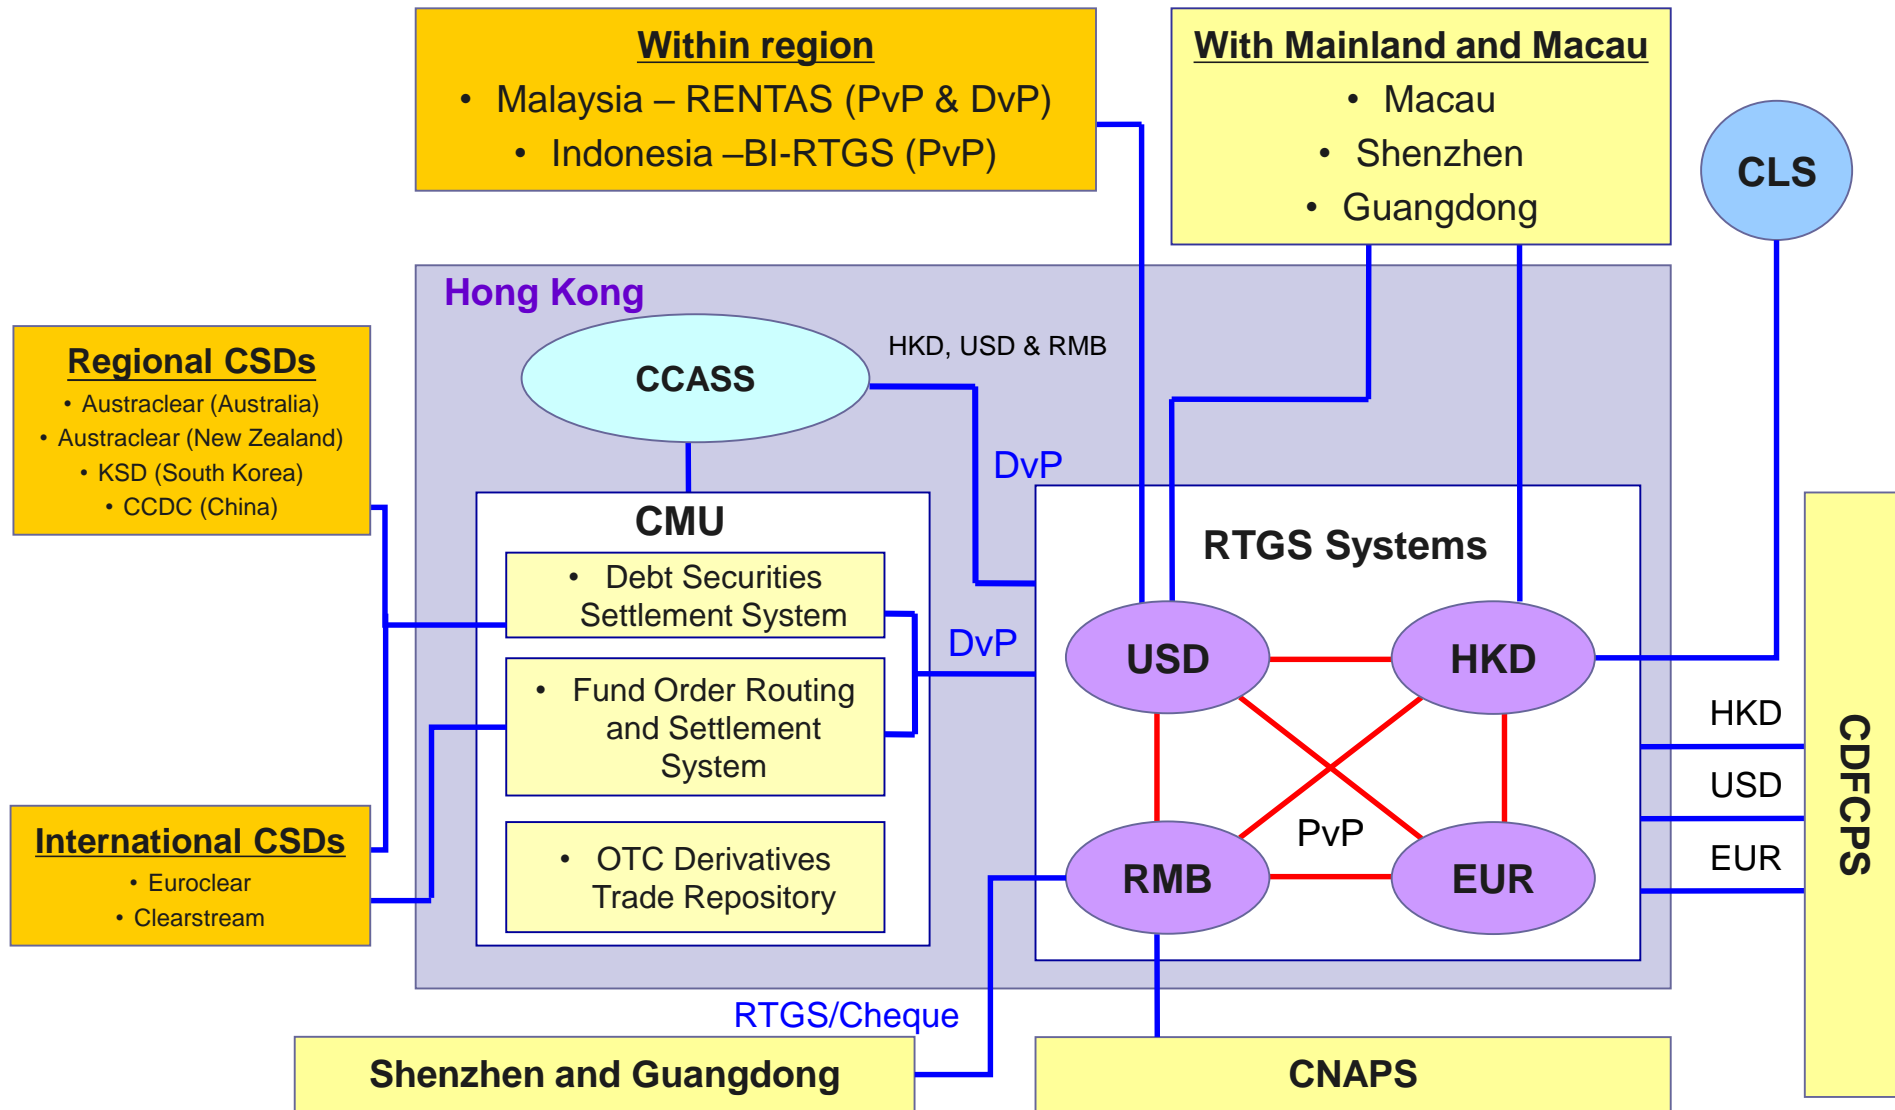 Within region
• Malaysia – RENTAS (PvP & DvP)
• Indonesia –BI-RTGS (PvP)
With Mainland and Macau
• Macau
• Shenzhen
• Guangdong
CLS
Hong Kong
CCASS
HKD, USD & RMB
Regional CSDs
• Austraclear (Australia)
• Austraclear (New Zealand)
• KSD (South Korea)
• CCDC (China)
DvP
CMU
• Debt Securities
Settlement System
• Fund Order Routing
and Settlement
System
• OTC Derivatives
Trade Repository
DvP
RTGS Systems
USD
HKD
RMB
EUR
PvP
HKD
USD
EUR
CDFCPS
International CSDs
• Euroclear
• Clearstream
RTGS/Cheque
Shenzhen and Guangdong
CNAPS